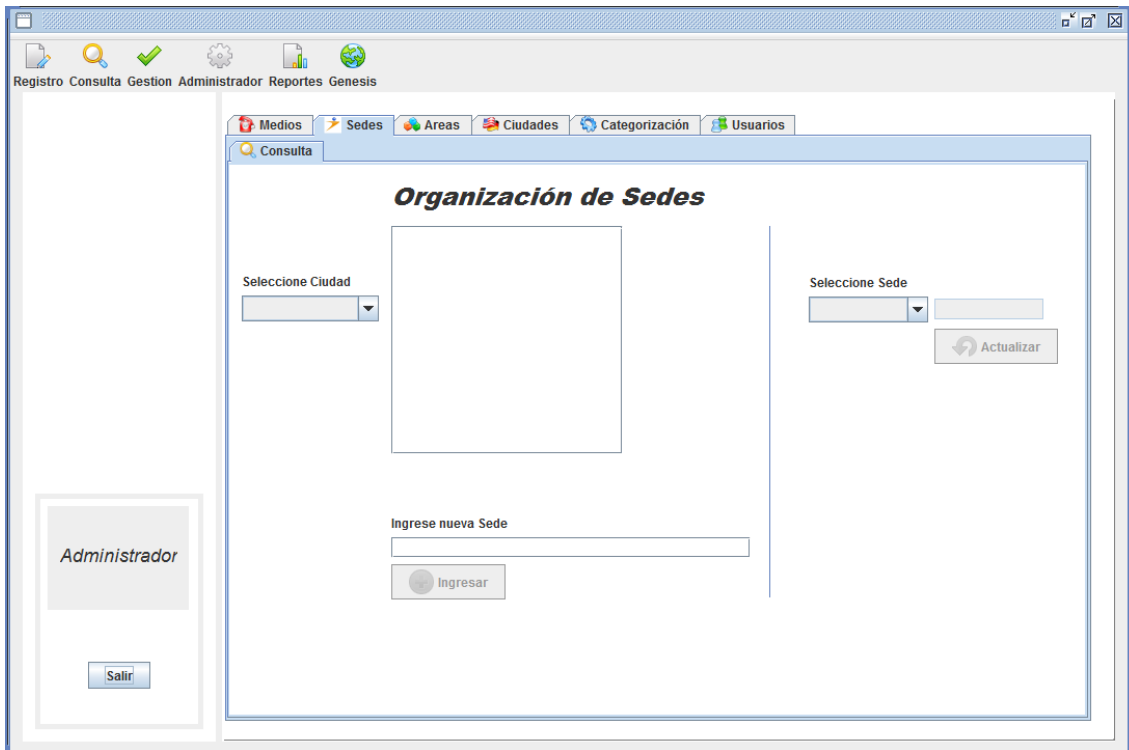 Registro Consulta Gestion Administrador Reportes Genesis
Medios Sedes Areas Ciudades Categorización Usuarios
Consulta
Organización de Sedes
Seleccione Ciudad
Seleccione Sede
Actualizar
Ingrese nueva Sede
Ingresar
Administrador
Salir